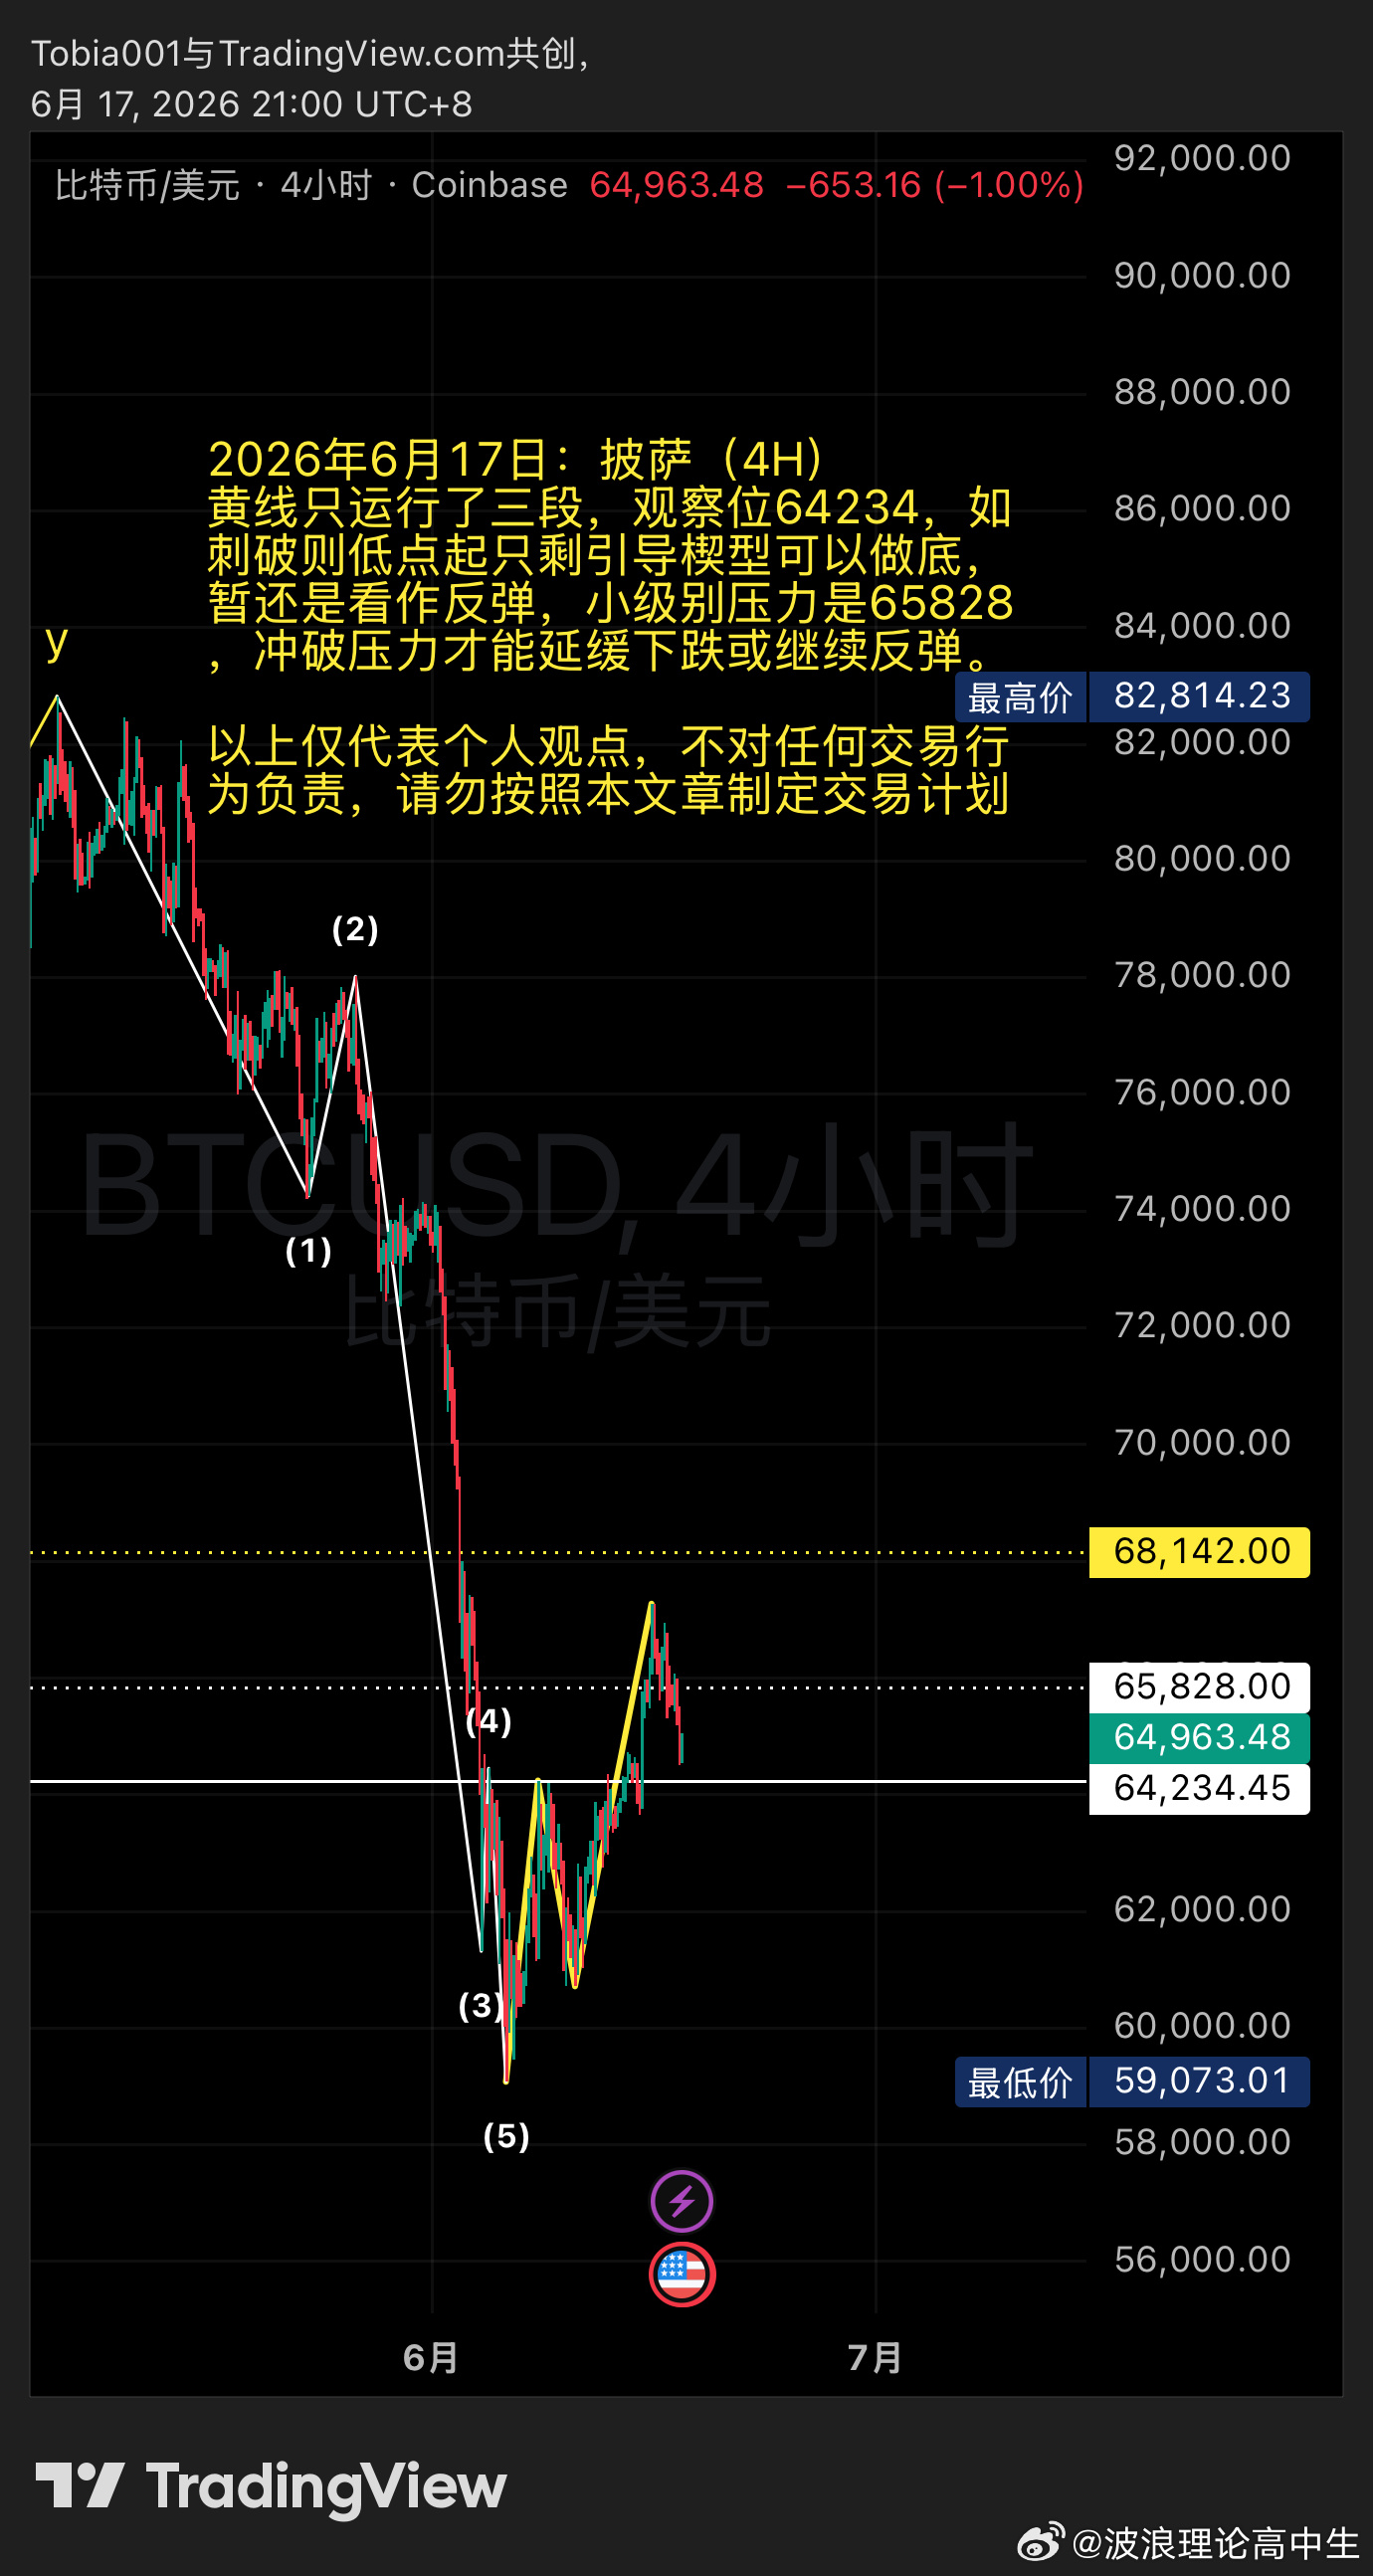 Tobia001与TradingView.com共创,
6月 17, 2026 21:00 UTC+8
比特币/美元 · 4小时 · Coinbase 64,963.48 −653.16 (−1.00%)
92,000.00
90,000.00
88,000.00
2026年6月17日：披萨（4H）
黄线只运行了三段，观察位64234，如
刺破则低点起只剩引导楔型可以做底，
暂还是看作反弹，小级别压力是65828
，冲破压力才能延缓下跌或继续反弹。
以上仅代表个人观点，不对任何交易行
为负责，请勿按照本文章制定交易计划
86,000.00
84,000.00
y
最高价 82,814.23
82,000.00
80,000.00
(2)
78,000.00
76,000.00
BTCUSD, 4小时
比特币/美元
74,000.00
(1)
72,000.00
70,000.00
68,142.00
65,828.00
(4)
64,963.48
64,234.45
62,000.00
(3)
60,000.00
最低价 59,073.01
(5)
58,000.00
56,000.00
6月
7月
TradingView
@波浪理论高中生